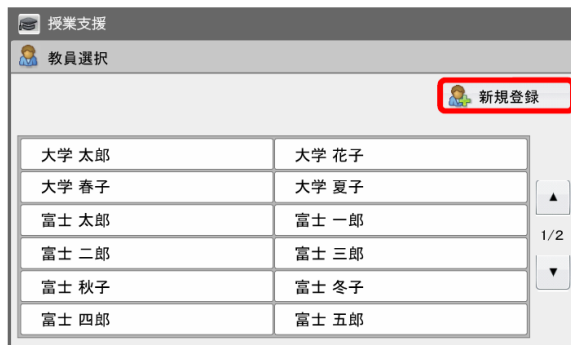 授業支援
教員選択
新規登録
大学 太郎 大学 花子
大学 春子 大学 夏子
富士 太郎 富士 一郎
富士 二郎 富士 三郎
富士 秋子 富士 冬子
富士 四郎 富士 五郎
▲
1/2
▼